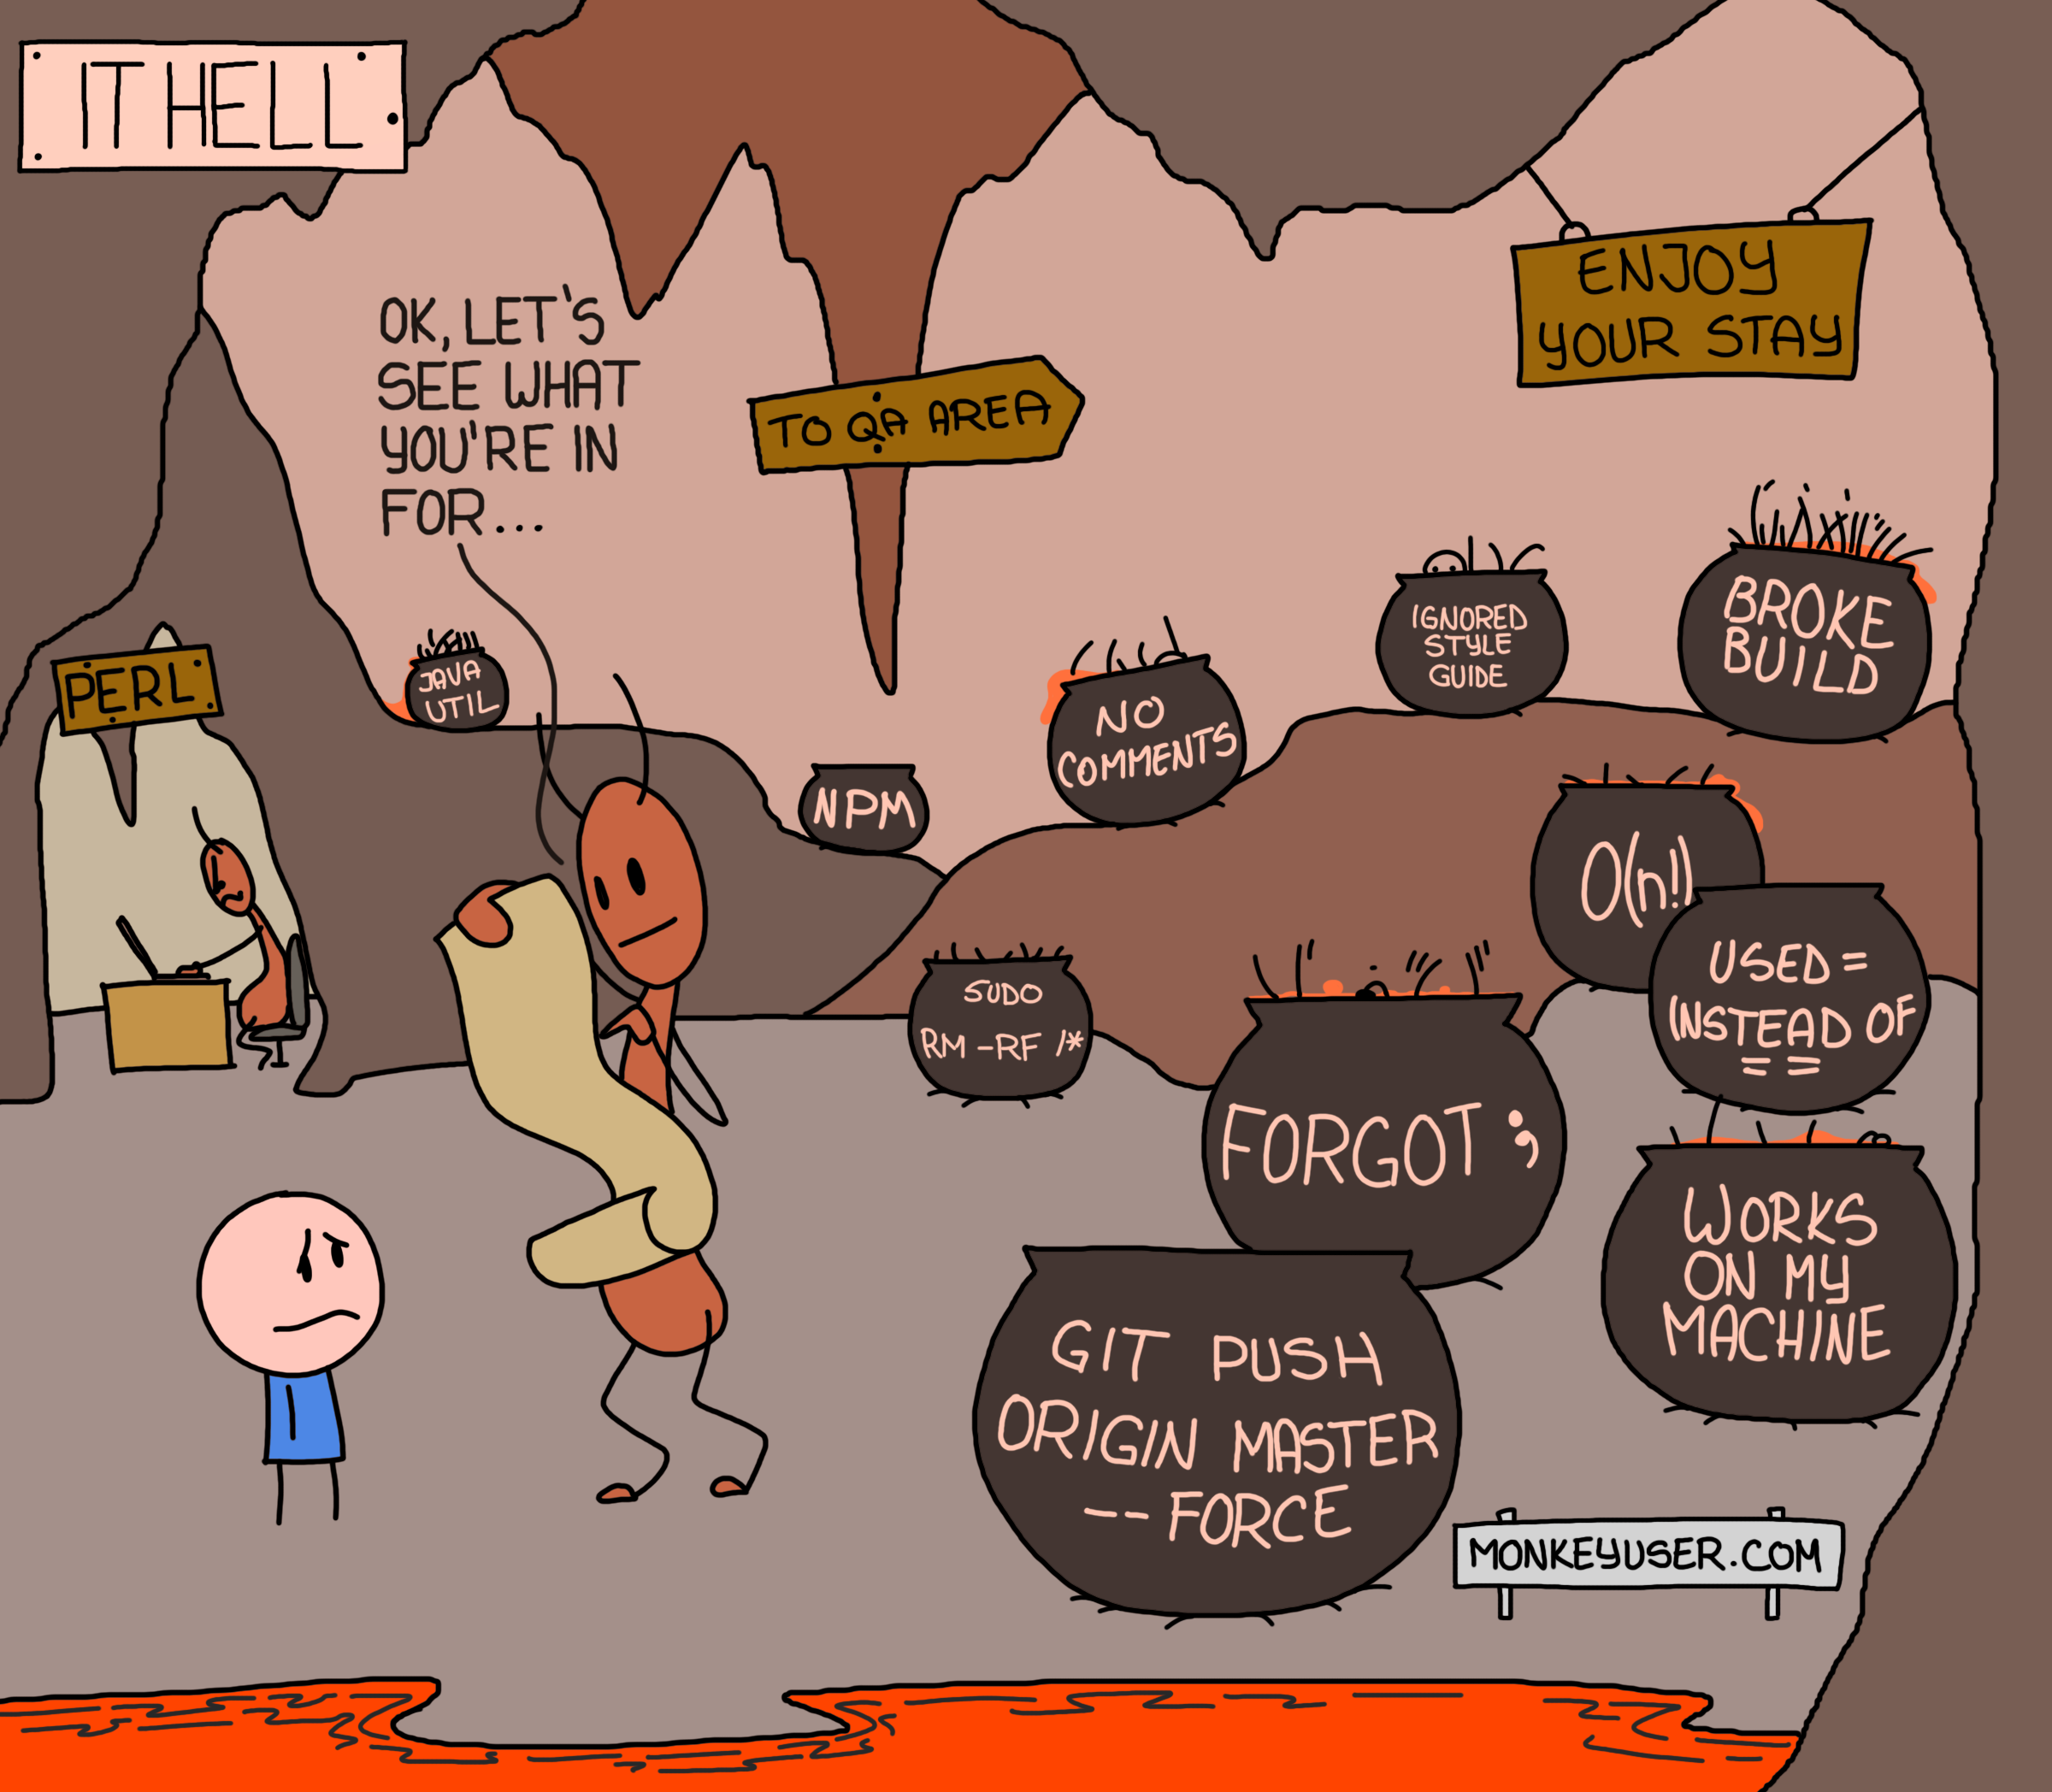 IT HELL
ENJOY
YOUR STAY
OK, LET'S
SEE WHAT
YOU'RE IN
FOR...
TO QA AREA
PERL
JAVA
UTIL
NPM
NO
COMMENTS
IGNORED
STYLE
GUIDE
BROKE
BUILD
O(n!)
USED =
INSTEAD OF
==
SUDO
RM -RF /*
FORGOT ;
WORKS
ON MY
MACHINE
GIT PUSH
ORIGIN MASTER
--FORCE
MONKEYUSER.COM